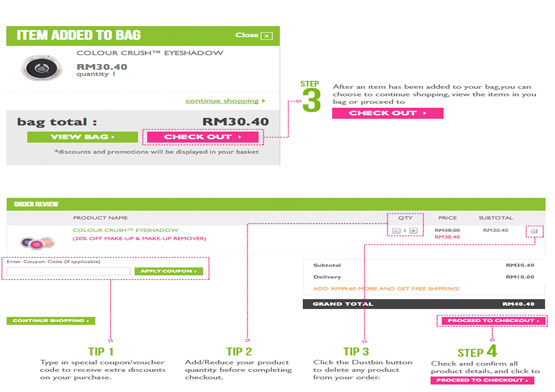 ITEM ADDED TO BAG
Close ×
COLOUR CRUSH™ EYESHADOW
RM30.40
quantity 1
continue shopping
bag total : RM30.40
VIEW BAG
CHECK OUT
*discounts and promotions will be displayed in your basket
STEP
3
After an item has been added to your bag,you can
choose to continue shopping, view the items in you
bag or proceed to
CHECK OUT
ORDER REVIEW
PRODUCT NAME QTY PRICE SUBTOTAL
COLOUR CRUSH™ EYESHADOW - 1 + RM38.00 RM30.40
(20% OFF MAKE-UP & MAKE-UP REMOVER) RM30.40
Enter Coupon Code (if applicable)
APPLY COUPON
Subtotal RM30.40
Delivery RM10.00
ADD RM99.60 MORE AND GET FREE SHIPPING!
GRAND TOTAL RM40.40
CONTINUE SHOPPING
PROCEED TO CHECKOUT
TIP 1
Type in special coupon/voucher
code to receive extra discounts
on your purchase.
TIP 2
Add/Reduce your product
quantity before completing
checkout.
TIP 3
Click the Dustbin button
to delete any product
from your order.
STEP 4
Check and confirm all
product details, and click to
PROCEED TO CHECKOUT